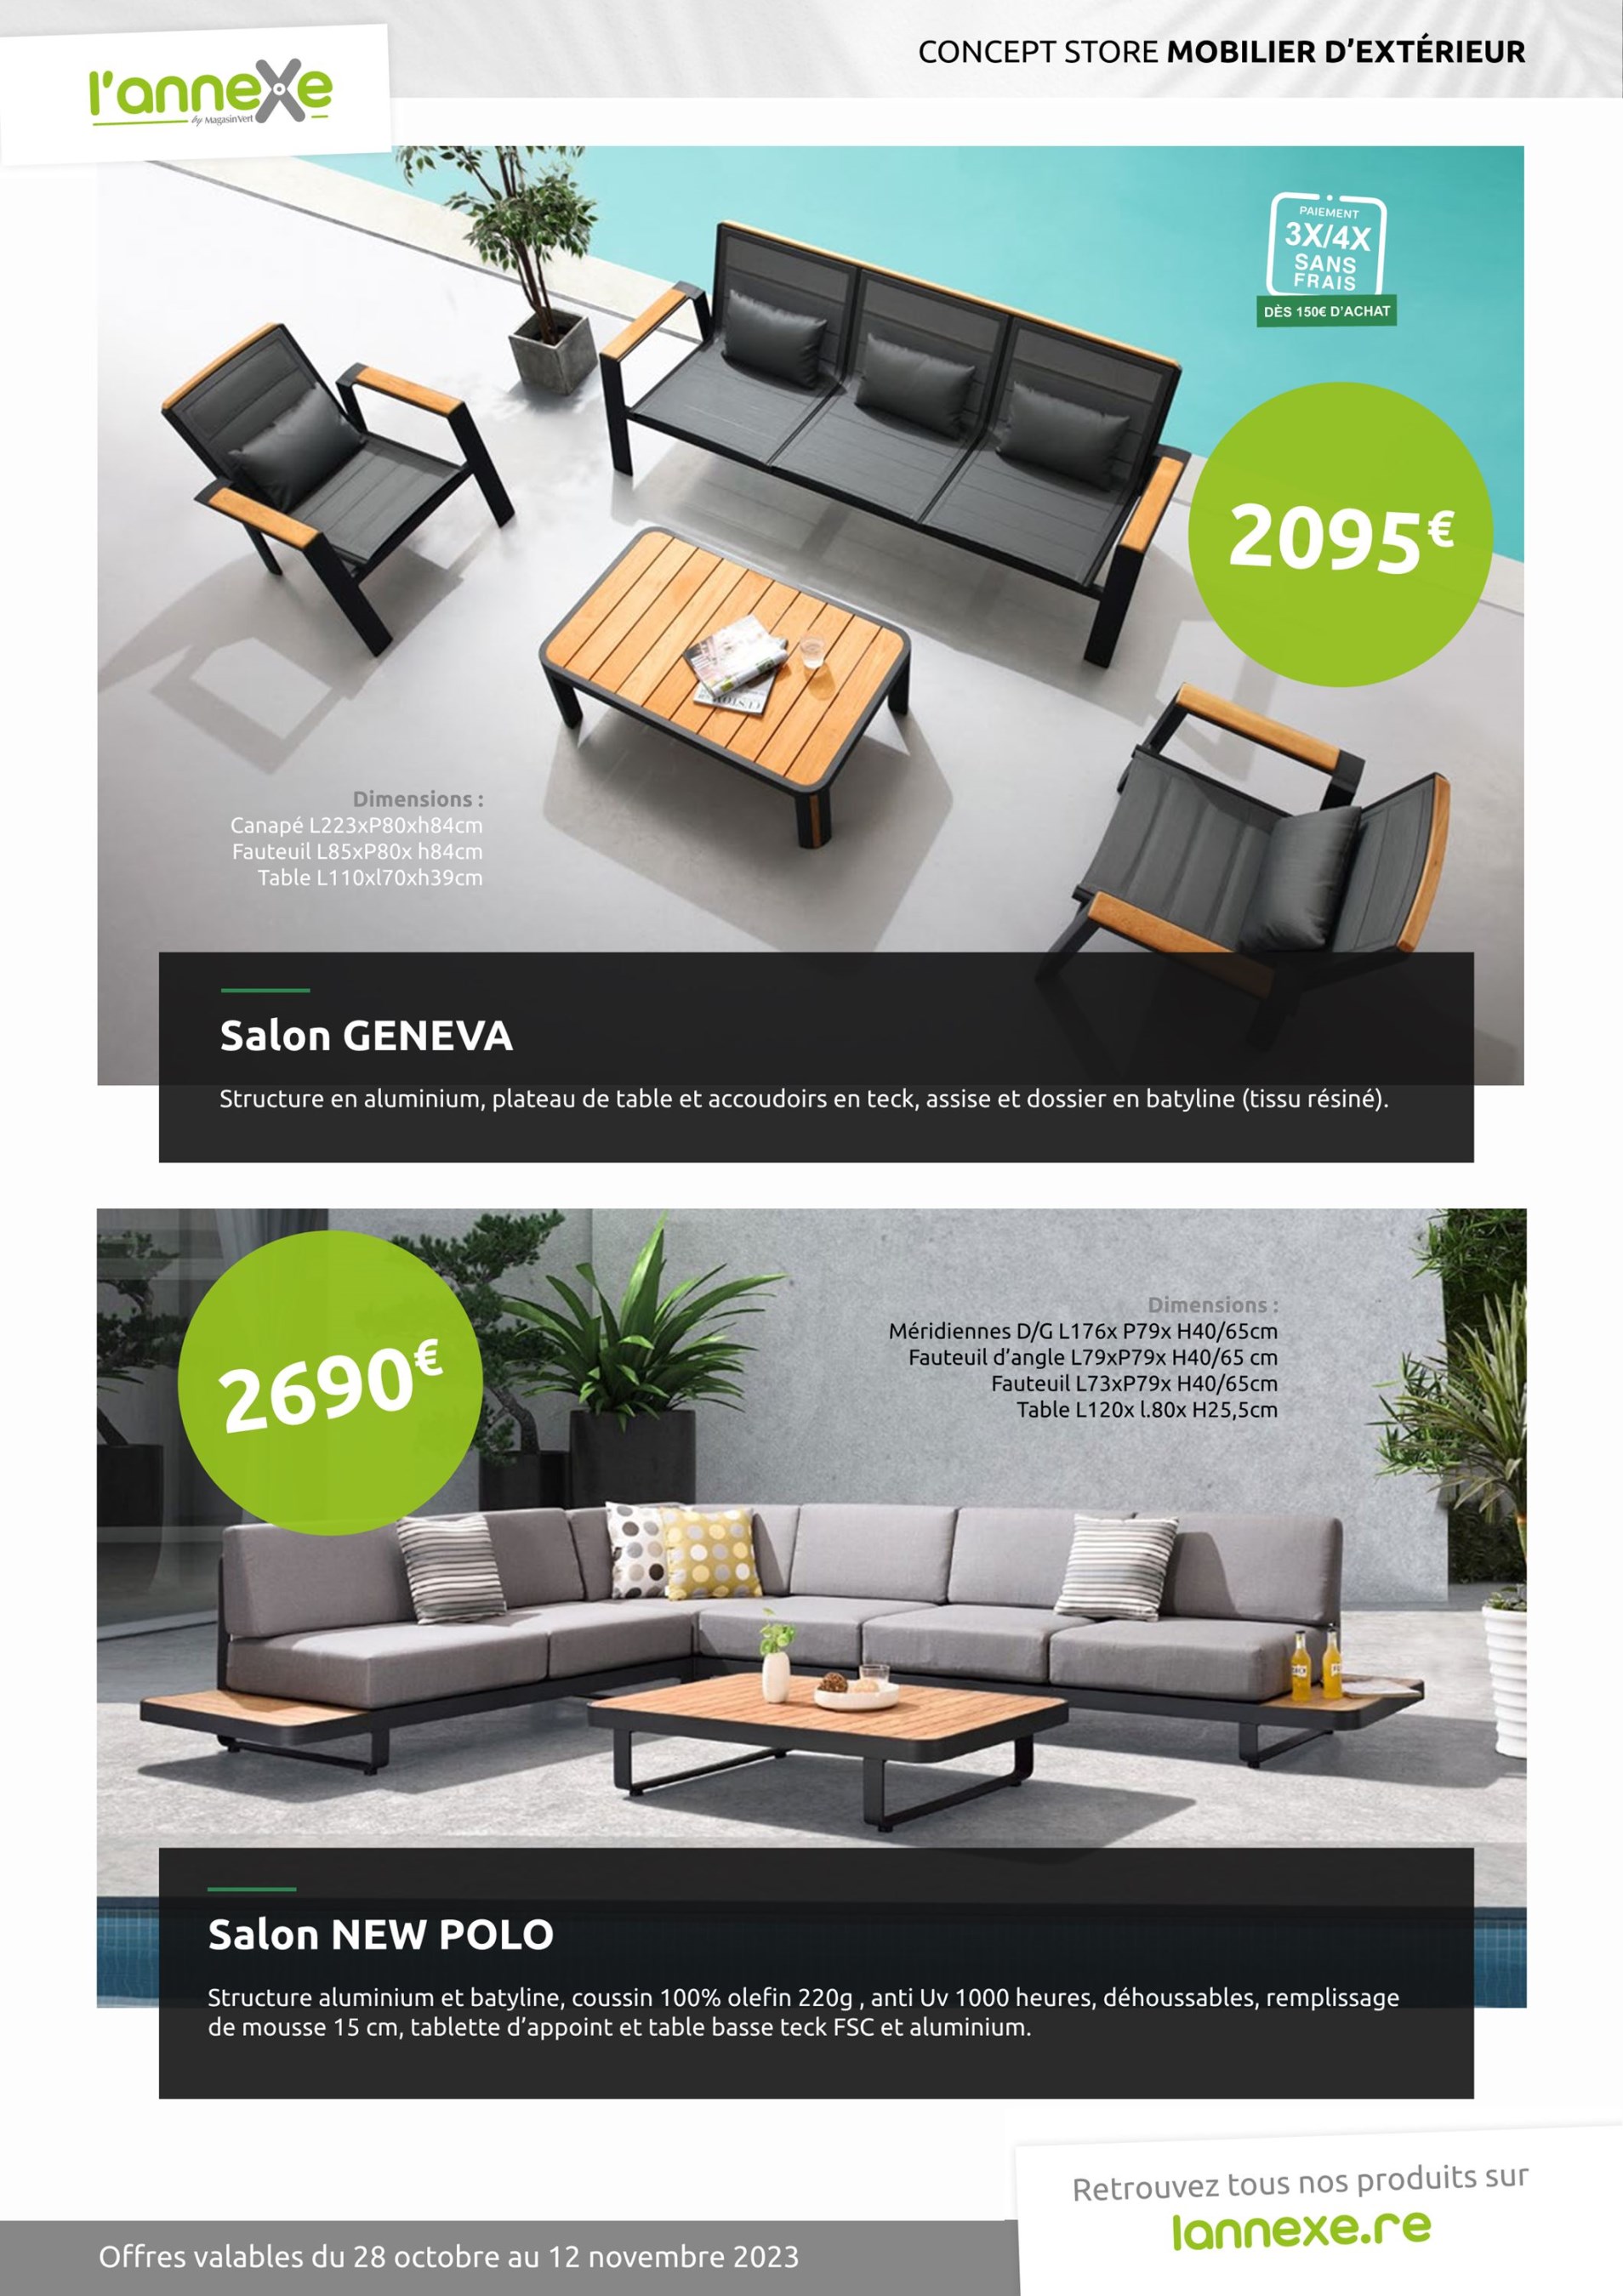 l'annexe
by MagasinVert
CONCEPT STORE MOBILIER D'EXTÉRIEUR
PAIEMENT
3X/4X
SANS
FRAIS
DÈS 150€ D'ACHAT
2095€
Dimensions :
Canapé L223xP80xh84cm
Fauteuil L85xP80x h84cm
Table L110xl70xh39cm
Salon GENEVA
Structure en aluminium, plateau de table et accoudoirs en teck, assise et dossier en batyline (tissu résiné).
2690€
Dimensions :
Méridiennes D/G L176x P79x H40/65cm
Fauteuil d'angle L79xP79x H40/65 cm
Fauteuil L73xP79x H40/65cm
Table L120x l.80x H25,5cm
Salon NEW POLO
Structure aluminium et batyline, coussin 100% olefin 220g , anti Uv 1000 heures, déhoussables, remplissage
de mousse 15 cm, tablette d'appoint et table basse teck FSC et aluminium.
Retrouvez tous nos produits sur
lannexe.re
Offres valables du 28 octobre au 12 novembre 2023